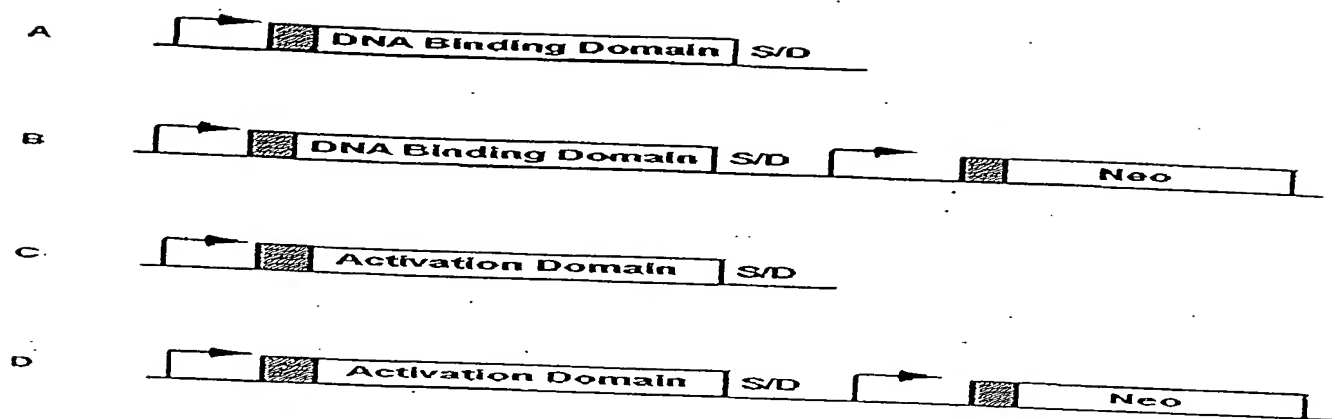 A DNA Binding Domain S/D
B DNA Binding Domain S/D Neo
C. Activation Domain S/D
D Activation Domain S/D Neo